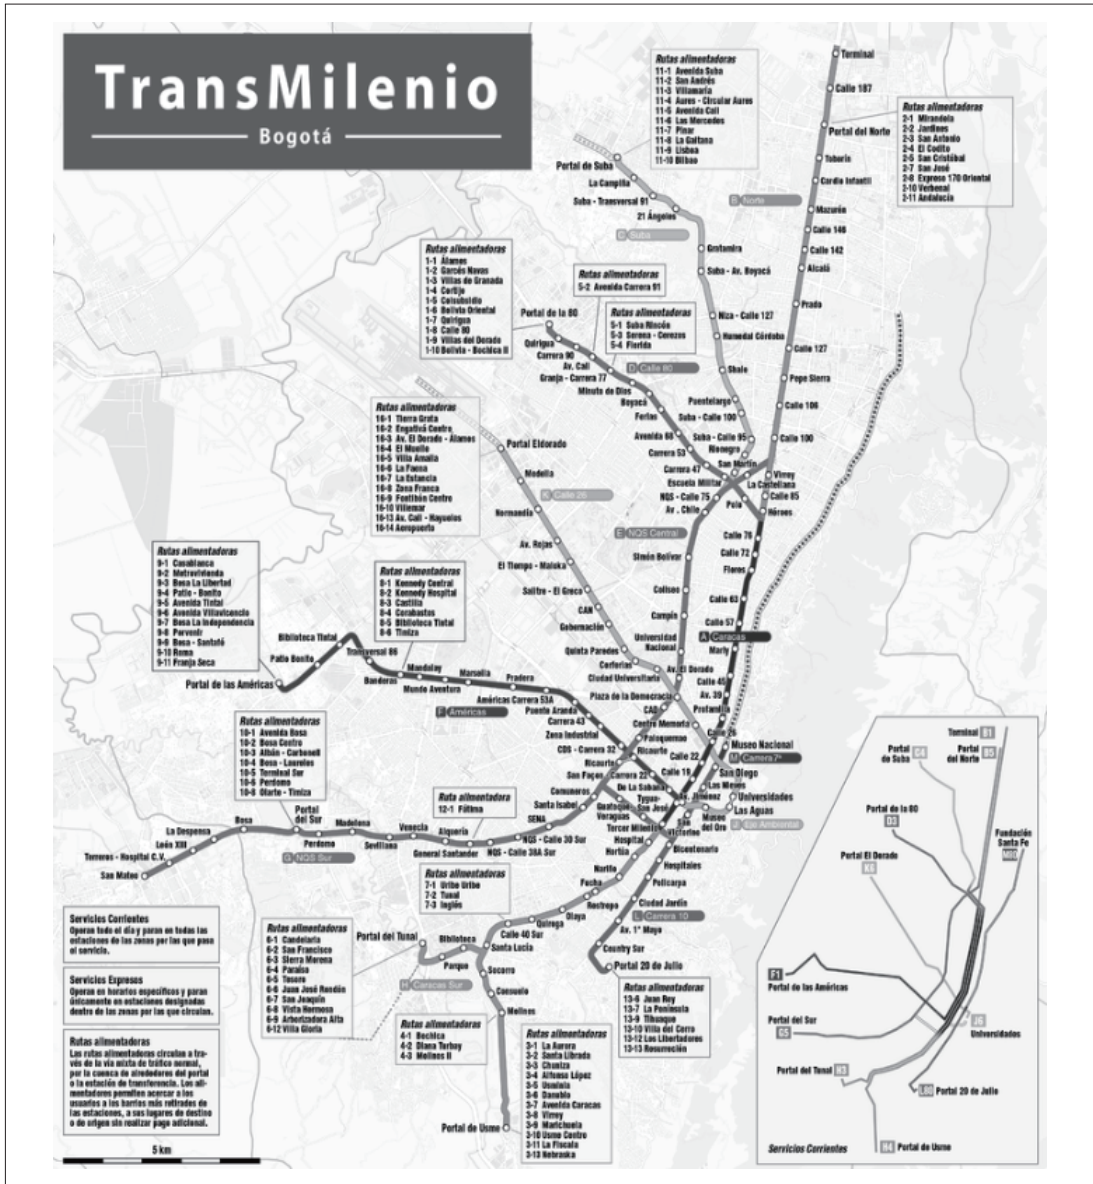 TransMilenio
Bogotá
Rutas alimentadoras
11-1 Avenida Suba
11-2 San Andrés
11-3 Villamaría
11-4 Aures - Circular Aures
11-5 Avenida Cali
11-6 Las Mercedes
11-7 Pinar
11-8 La Gaitana
11-9 Lisboa
11-10 Bilbao
Terminal
Calle 187
Portal del Norte
Toberín
Cardio Infantil
Mazurén
Calle 146
Calle 142
Alcalá
Prado
Calle 127
Pepe Sierra
Calle 106
Calle 100
Virrey
La Castellana
Calle 85
Héroes
Rutas alimentadoras
2-1 Mirandela
2-2 Jardines
2-3 San Antonio
2-4 El Codito
2-5 San Cristóbal
2-7 San José
2-8 Expreso 170 Oriental
2-10 Verbenal
2-11 Andalucía
B Norte
Portal de Suba
La Campiña
Suba - Transversal 91
21 Ángeles
C Suba
Gratamira
Suba - Av. Boyacá
Niza - Calle 127
Humedal Córdoba
Shaio
Puentelargo
Suba - Calle 100
Suba - Calle 95
Rionegro
San Martín
Rutas alimentadoras
1-1 Álamos
1-2 Garcés Navas
1-3 Villas de Granada
1-4 Cortijo
1-5 Colsubsidio
1-6 Bolivia Oriental
1-7 Quirigua
1-8 Calle 80
1-9 Villas del Dorado
1-10 Bolivia - Bochica II
Rutas alimentadoras
5-2 Avenida Carrera 91
Rutas alimentadoras
5-1 Suba Rincón
5-3 Serena - Cerezos
5-4 Florida
Portal de la 80
Quirigua
Carrera 90
Av. Cali
Granja - Carrera 77
D Calle 80
Minuto de Dios
Boyacá
Ferias
Avenida 68
Carrera 53
Carrera 47
Escuela Militar
Polo
NQS - Calle 75
Av. Chile
E NQS Central
Simón Bolívar
Coliseo
Campín
Universidad
Nacional
Av. El Dorado
Rutas alimentadoras
16-1 Tierra Grata
16-2 Engativá Centro
16-3 Av. El Dorado - Álamos
16-4 El Muelle
16-5 Villa Amalia
16-6 La Faena
16-7 La Estancia
16-8 Zona Franca
16-9 Fontibón Centro
16-10 Villemar
16-13 Av. Cali - Hayuelos
16-14 Aeropuerto
Portal Eldorado
Modelia
K Calle 26
Normandía
Av. Rojas
El Tiempo - Maloka
Salitre - El Greco
CAN
Gobernación
Quinta Paredes
Corferias
Ciudad Universitaria
Plaza de la Democracia
CAD
Centro Memoria
Paloquemao
Calle 76
Calle 72
Flores
Calle 63
Calle 57
A Caracas
Marly
Calle 45
Av. 39
Profamilia
Calle 26
Museo Nacional
M Carrera 7ª
San Diego
Calle 22
Calle 19
Las Nieves
Av. Jiménez
Universidades
Las Aguas
Museo
del Oro
J Eje Ambiental
Rutas alimentadoras
9-1 Casablanca
9-2 Metrovivienda
9-3 Bosa La Libertad
9-4 Patio - Bonito
9-5 Avenida Tintal
9-6 Avenida Villavicencio
9-7 Bosa La Independencia
9-8 Porvenir
9-9 Bosa - Santafé
9-10 Roma
9-11 Franja Seca
Rutas alimentadoras
8-1 Kennedy Central
8-2 Kennedy Hospital
8-3 Castilla
8-4 Corabastos
8-5 Biblioteca Tintal
8-6 Timiza
Biblioteca Tintal
Patio Bonito
Transversal 86
Portal de las Américas
Banderas
Mandalay
Mundo Aventura
Marsella
Pradera
Américas Carrera 53A
F Américas
Puente Aranda
Carrera 43
Zona Industrial
CDS - Carrera 32
Ricaurte
Ricaurte
San Façon - Carrera 22
De La Sabana
Comuneros
Santa Isabel
Guatoque
Veraguas
Tygua-
San José
Tercer Milenio
San
Victorino
Bicentenario
Hospital
Hortúa
Nariño
Fucha
Restrepo
Olaya
Quiroga
Calle 40 Sur
Hospitales
Policarpa
Ciudad Jardín
L Carrera 10
Av. 1º Mayo
Country Sur
Portal 20 de Julio
Rutas alimentadoras
10-1 Avenida Bosa
10-2 Bosa Centro
10-3 Albán - Carbonell
10-4 Bosa - Laureles
10-5 Terminal Sur
10-6 Perdomo
10-8 Olarte - Timiza
Ruta alimentadora
12-1 Fátima
Portal
del Sur
Bosa
La Despensa
León XIII
Terreros - Hospital C.V.
San Mateo
Perdomo
Madelena
Sevillana
Venecia
Alquería
General Santander
NQS - Calle 38A Sur
NQS - Calle 30 Sur
SENA
G NQS Sur
Rutas alimentadoras
7-1 Uribe Uribe
7-2 Tunal
7-3 Inglés
Rutas alimentadoras
6-1 Candelaria
6-2 San Francisco
6-3 Sierra Morena
6-4 Paraíso
6-5 Tesoro
6-6 Juan José Rondón
6-7 San Joaquín
6-8 Vista Hermosa
6-9 Arborizadora Alta
6-12 Villa Gloria
Portal del Tunal
Biblioteca
Parque
Santa Lucía
Socorro
H Caracas Sur
Consuelo
Molinos
Portal de Usme
Rutas alimentadoras
4-1 Bochica
4-2 Diana Turbay
4-3 Molinos II
Rutas alimentadoras
3-1 La Aurora
3-2 Santa Librada
3-3 Chuniza
3-4 Alfonso López
3-5 Usminia
3-6 Danubio
3-7 Avenida Caracas
3-8 Virrey
3-9 Marichuela
3-10 Usme Centro
3-11 La Fiscala
3-13 Nebraska
Rutas alimentadoras
13-6 Juan Rey
13-7 La Península
13-9 Tihuaque
13-10 Villa del Cerro
13-12 Los Libertadores
13-13 Resurrección
Servicios Corrientes
Operan todo el día y paran en todas las
estaciones de las zonas por las que pasa
el servicio.
Servicios Expresos
Operan en horarios específicos y paran
únicamente en estaciones designadas
dentro de las zonas por las que circulan.
Rutas alimentadoras
Las rutas alimentadoras circulan a tra-
vés de la vía mixta de tráfico normal,
por la cuenca de alrededores del portal
o la estación de transferencia. Los ali-
mentadores permiten acercar a los
usuarios a los barrios más retirados de
las estaciones, a sus lugares de destino
o de origen sin realizar pago adicional.
5 km
Terminal B1
Portal
de Suba
C4
Portal
del Norte
B5
Portal de la 80
D3
Fundación
Santa Fe
M80
Portal El Dorado
K6
F1
Portal de las Américas
Portal del Sur
G5
J6
Universidades
Portal del Tunal H3
L80 Portal 20 de Julio
H4 Portal de Usme
Servicios Corrientes